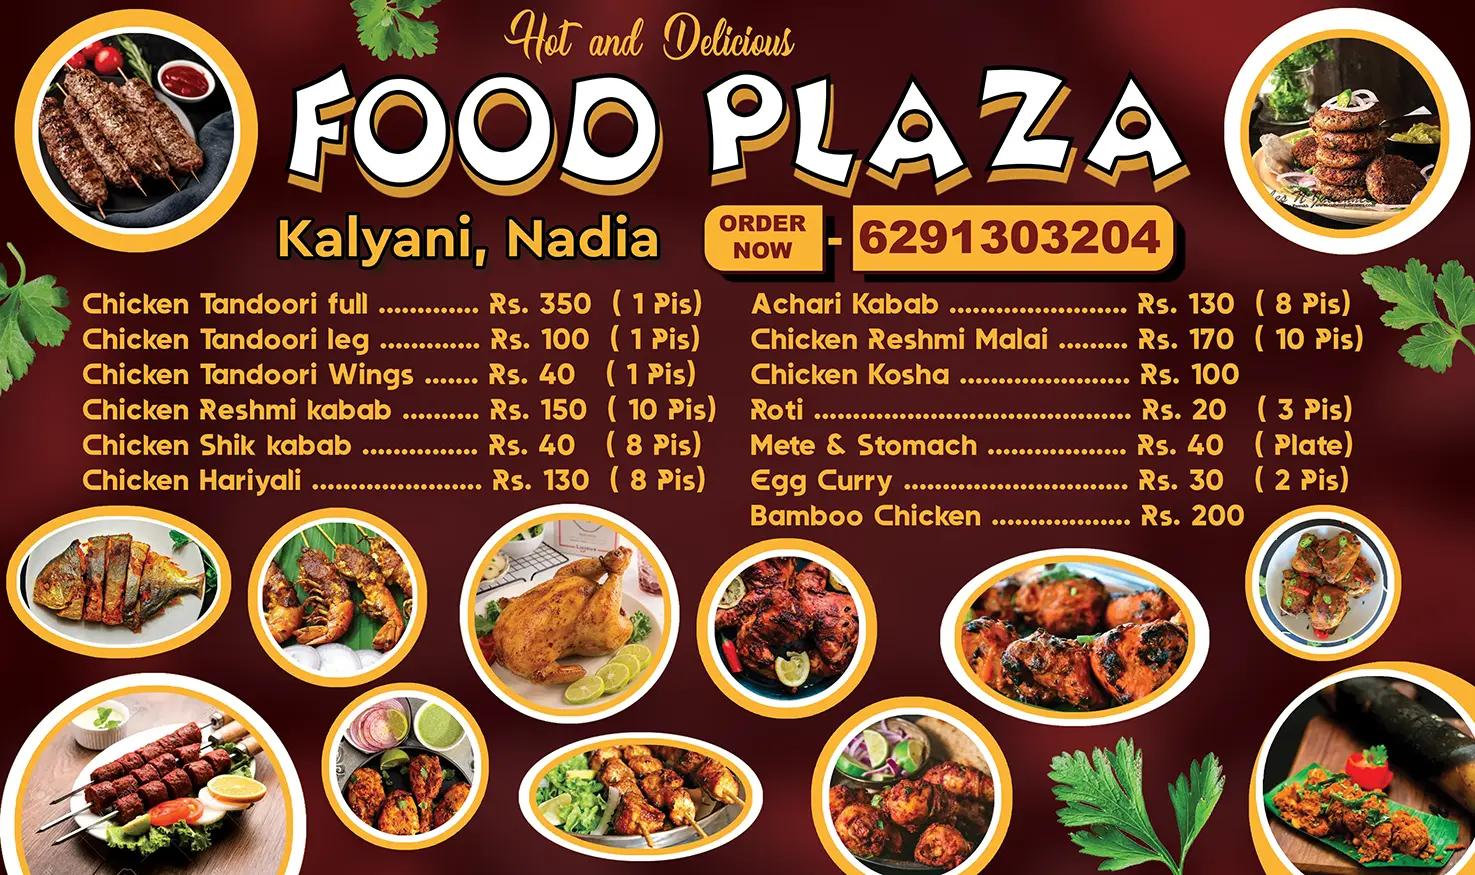 Hot and Delicious
FOOD PLAZA
Kalyani, Nadia
ORDER NOW - 6291303204
Chicken Tandoori full ............. Rs. 350 ( 1 Pis)
Chicken Tandoori leg ............. Rs. 100 ( 1 Pis)
Chicken Tandoori Wings ....... Rs. 40 ( 1 Pis)
Chicken Reshmi kabab .......... Rs. 150 ( 10 Pis)
Chicken Shik kabab ............... Rs. 40 ( 8 Pis)
Chicken Hariyali ...................... Rs. 130 ( 8 Pis)
Achari Kabab ....................... Rs. 130 ( 8 Pis)
Chicken Reshmi Malai ......... Rs. 170 ( 10 Pis)
Chicken Kosha ...................... Rs. 100
Roti ......................................... Rs. 20 ( 3 Pis)
Mete & Stomach .................. Rs. 40 ( Plate)
Egg Curry ............................. Rs. 30 ( 2 Pis)
Bamboo Chicken .................. Rs. 200